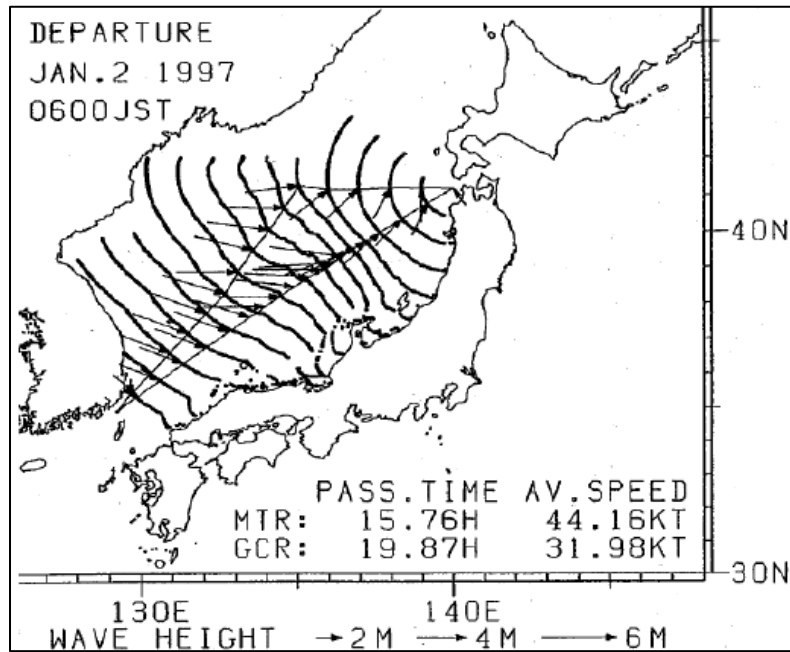 DEPARTURE
JAN.2 1997
0600JST
40N
PASS.TIME AV.SPEED
MTR: 15.76H 44.16KT
GCR: 19.87H 31.98KT
30N
130E 140E
WAVE HEIGHT 2M 4M 6M